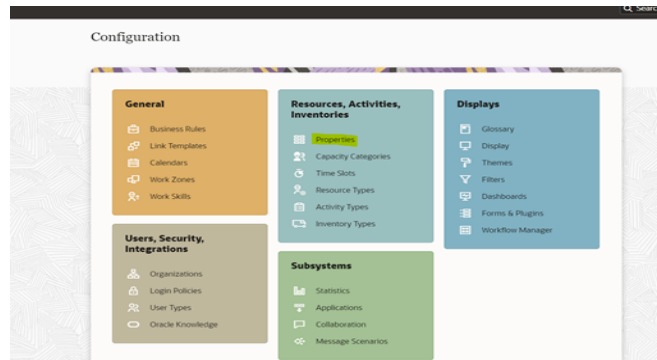 Search
Configuration
General
Business Rules
Link Templates
Calendars
Work Zones
Work Skills
Resources, Activities,
Inventories
Properties
Capacity Categories
Time Slots
Resource Types
Activity Types
Inventory Types
Displays
Glossary
Display
Themes
Filters
Dashboards
Forms & Plugins
Workflow Manager
Users, Security,
Integrations
Organizations
Login Policies
User Types
Oracle Knowledge
Subsystems
Statistics
Applications
Collaboration
Message Scenarios